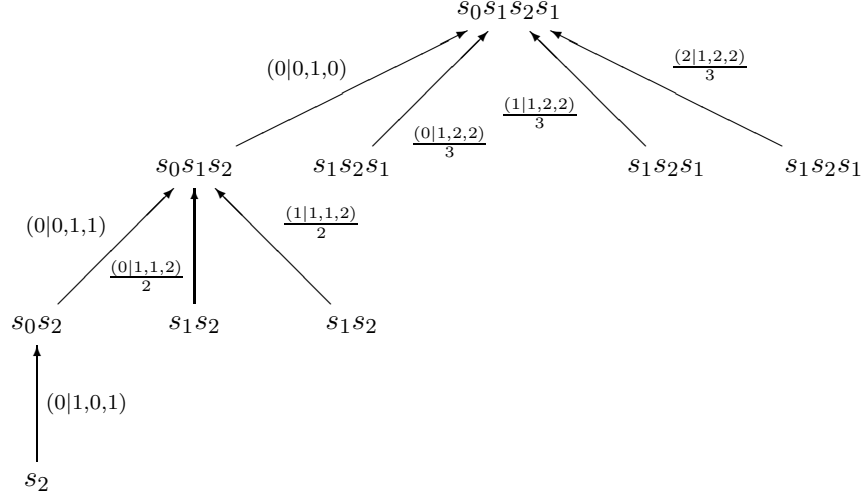 s₀s₁s₂s₁
(0|0,1,0)
(0|1,2,2)/3
(1|1,2,2)/3
(2|1,2,2)/3
s₀s₁s₂ s₁s₂s₁ s₁s₂s₁ s₁s₂s₁
(0|0,1,1)
(0|1,1,2)/2
(1|1,1,2)/2
s₀s₂ s₁s₂ s₁s₂
(0|1,0,1)
s₂